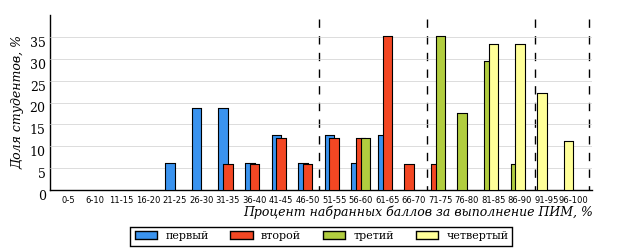 Доля студентов, %
35
30
25
20
15
10
5
0
0-5 6-10 11-15 16-20 21-25 26-30 31-35 36-40 41-45 46-50 51-55 56-60 61-65 66-70 71-75 76-80 81-85 86-90 91-95 96-100
Процент набранных баллов за выполнение ПИМ, %
первый второй третий четвертый